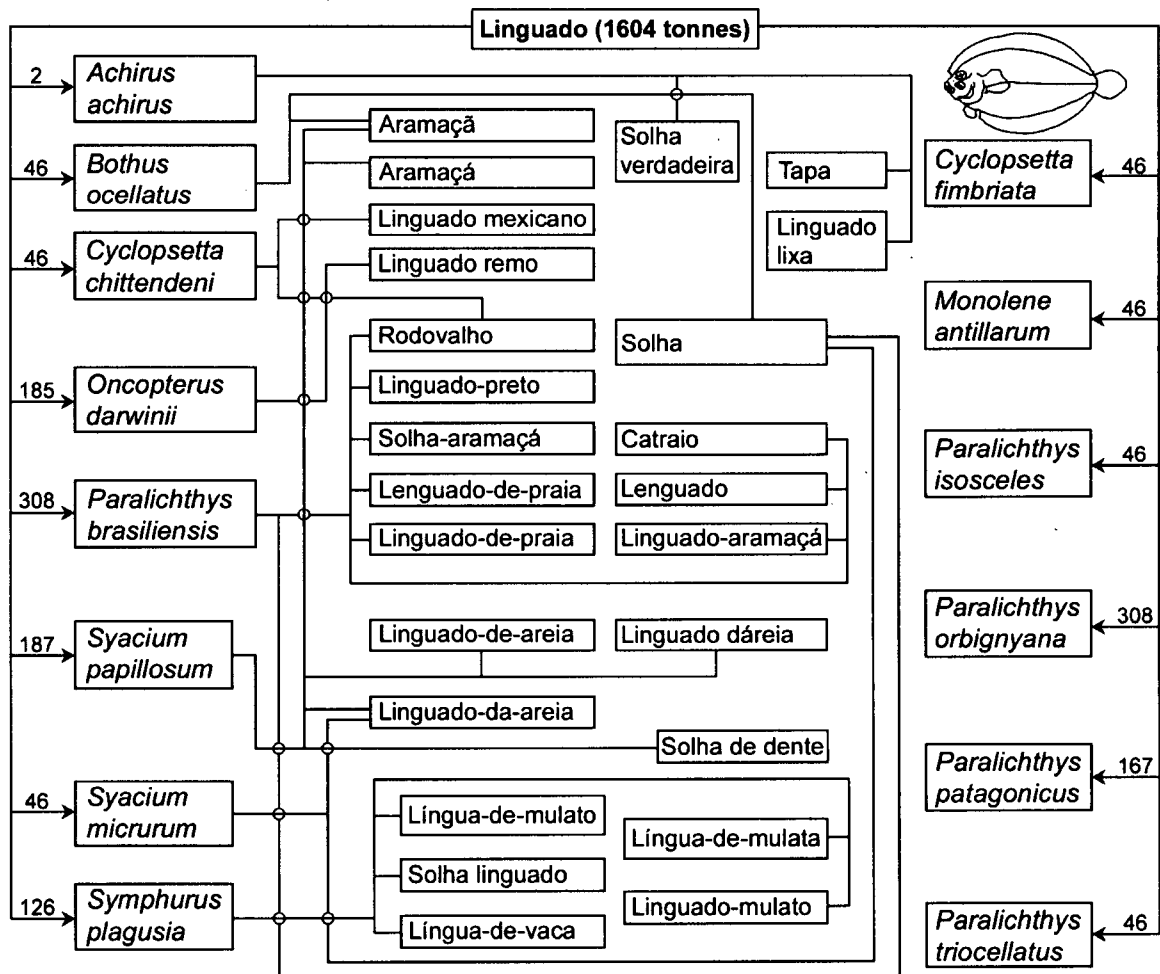 Linguado (1604 tonnes)
2
Achirus
achirus
46
Bothus
ocellatus
46
Cyclopsetta
chittendeni
185
Oncopterus
darwinii
308
Paralichthys
brasiliensis
187
Syacium
papillosum
46
Syacium
micrurum
126
Symphurus
plagusia
Aramaçã
Aramaçá
Linguado mexicano
Linguado remo
Rodovalho
Linguado-preto
Solha-aramaçá
Lenguado-de-praia
Linguado-de-praia
Linguado-de-areia
Linguado-da-areia
Língua-de-mulato
Solha linguado
Língua-de-vaca
Solha
verdadeira
Solha
Catraio
Lenguado
Linguado-aramaçá
Linguado dáreia
Solha de dente
Língua-de-mulata
Linguado-mulato
Tapa
Linguado
lixa
Cyclopsetta
fimbriata
46
Monolene
antillarum
46
Paralichthys
isosceles
46
Paralichthys
orbignyana
308
Paralichthys
patagonicus
167
Paralichthys
triocellatus
46